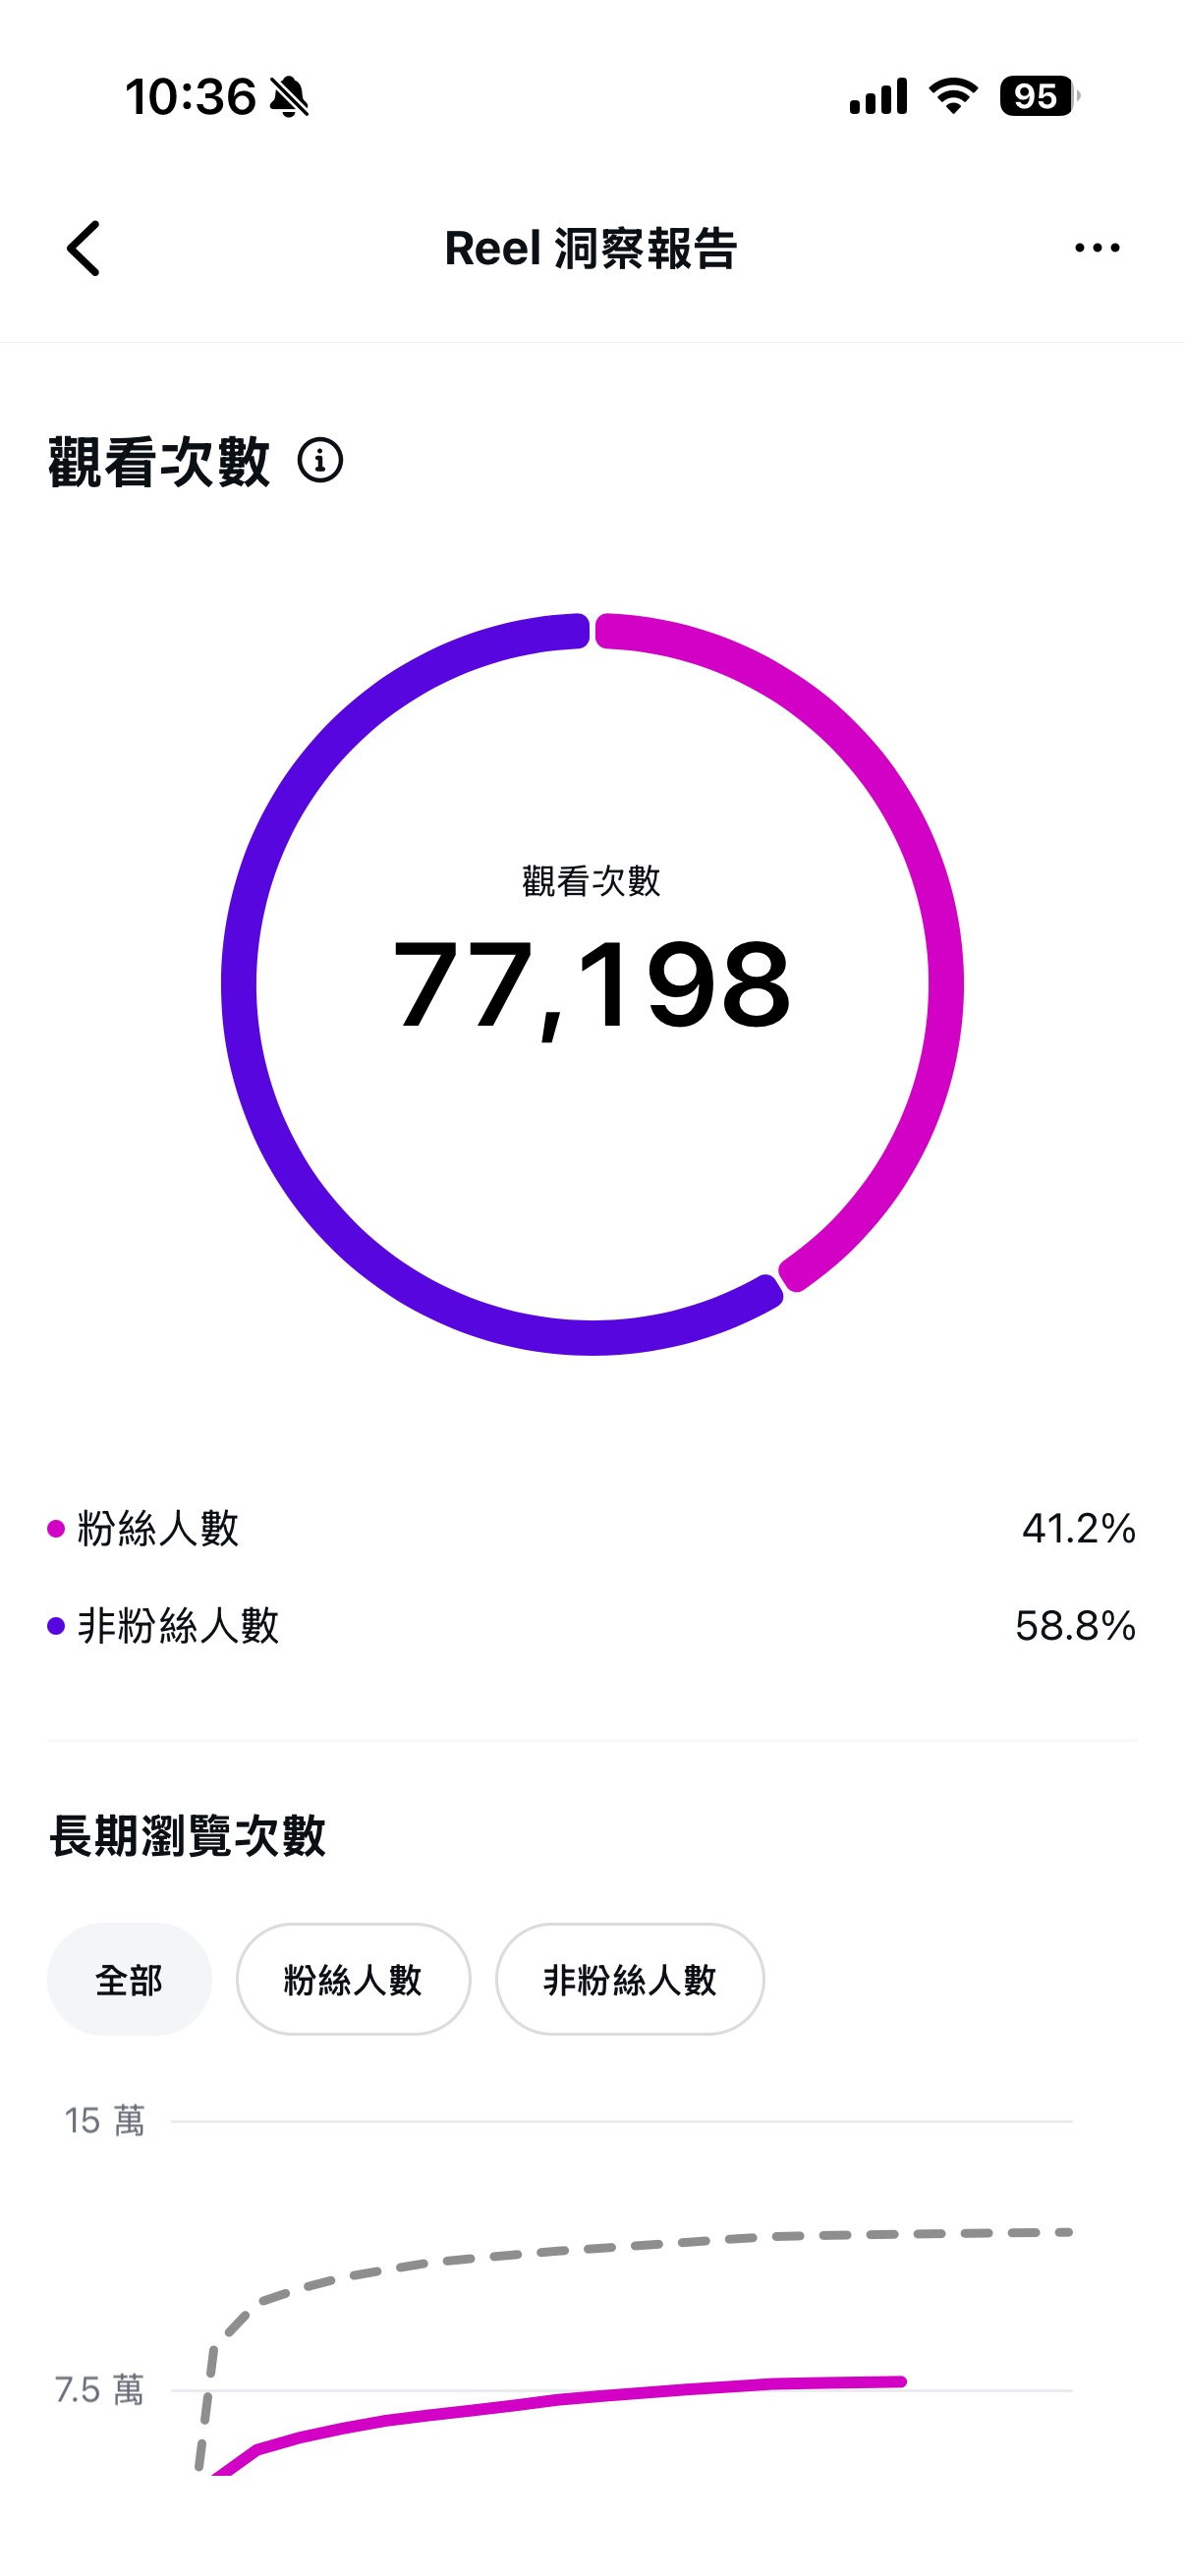 10:36
95
Reel 洞察報告
觀看次數
觀看次數
77,198
粉絲人數 41.2%
非粉絲人數 58.8%
長期瀏覽次數
全部 粉絲人數 非粉絲人數
15 萬
7.5 萬